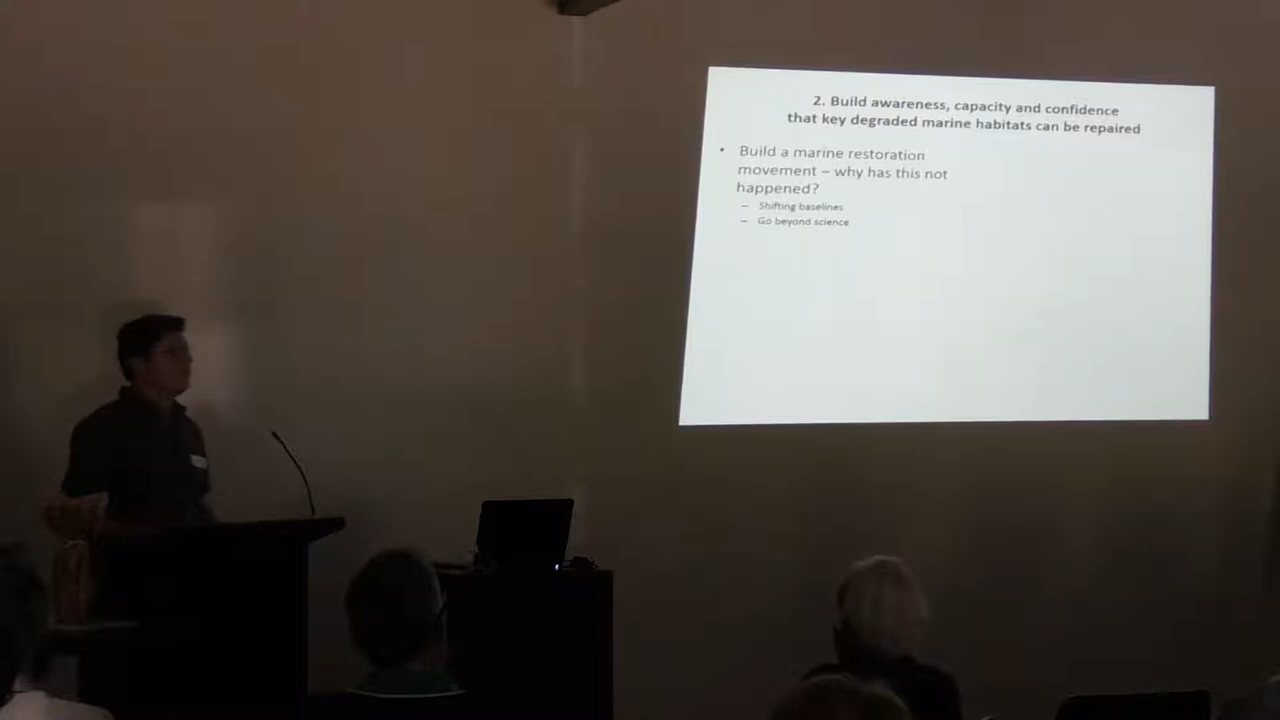 2. Build awareness, capacity and confidence
that key degraded marine habitats can be repaired
• Build a marine restoration
movement – why has this not
happened?
– Shifting baselines
– Go beyond science